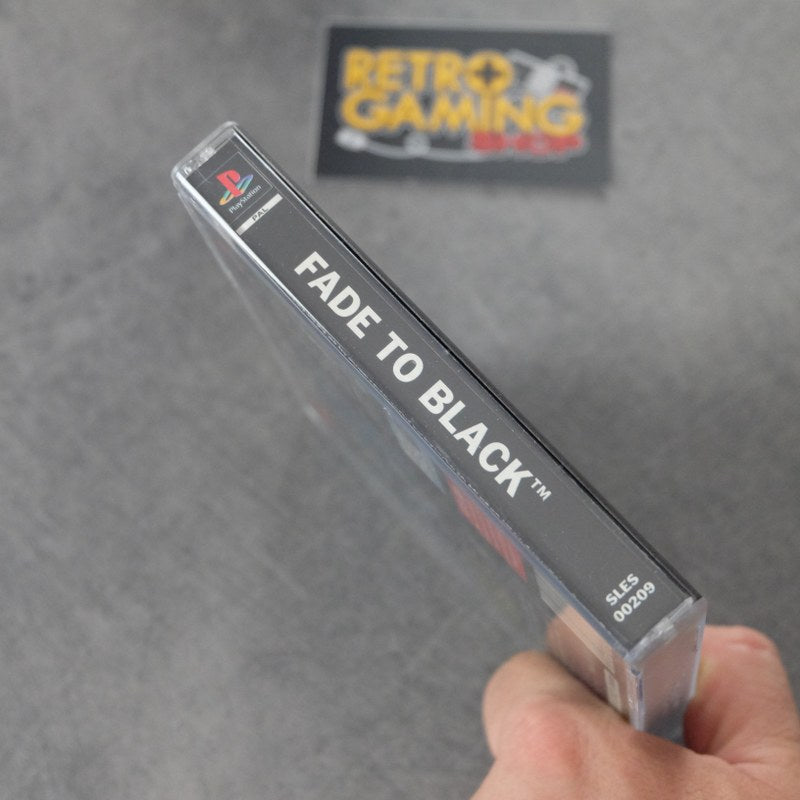 RETRO
GAMING
SHOP
PlayStation
PAL
FADE TO BLACK™
SLES
00209